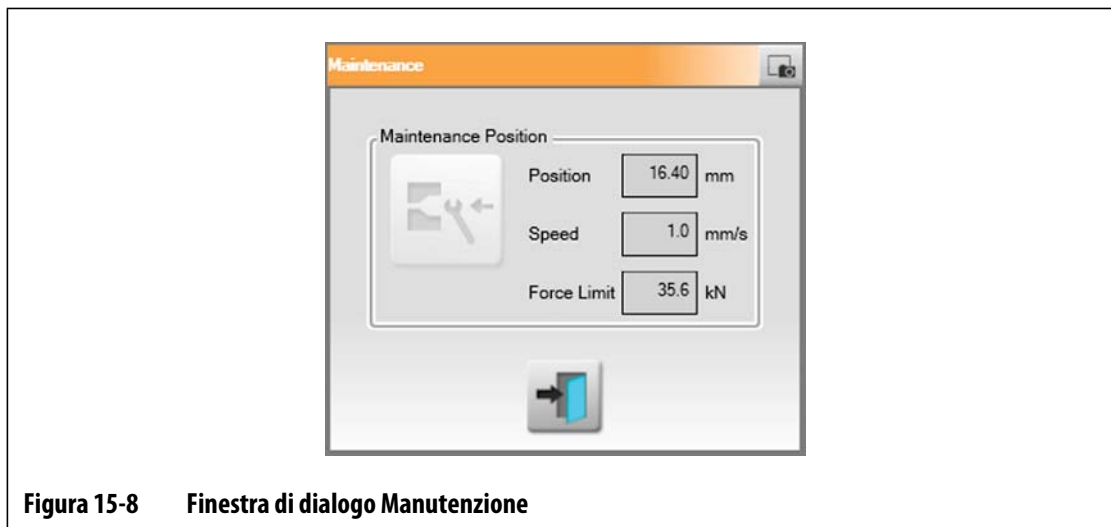 Maintenance
Maintenance Position
Position 16.40 mm
Speed 1.0 mm/s
Force Limit 35.6 kN
Figura 15-8 Finestra di dialogo Manutenzione